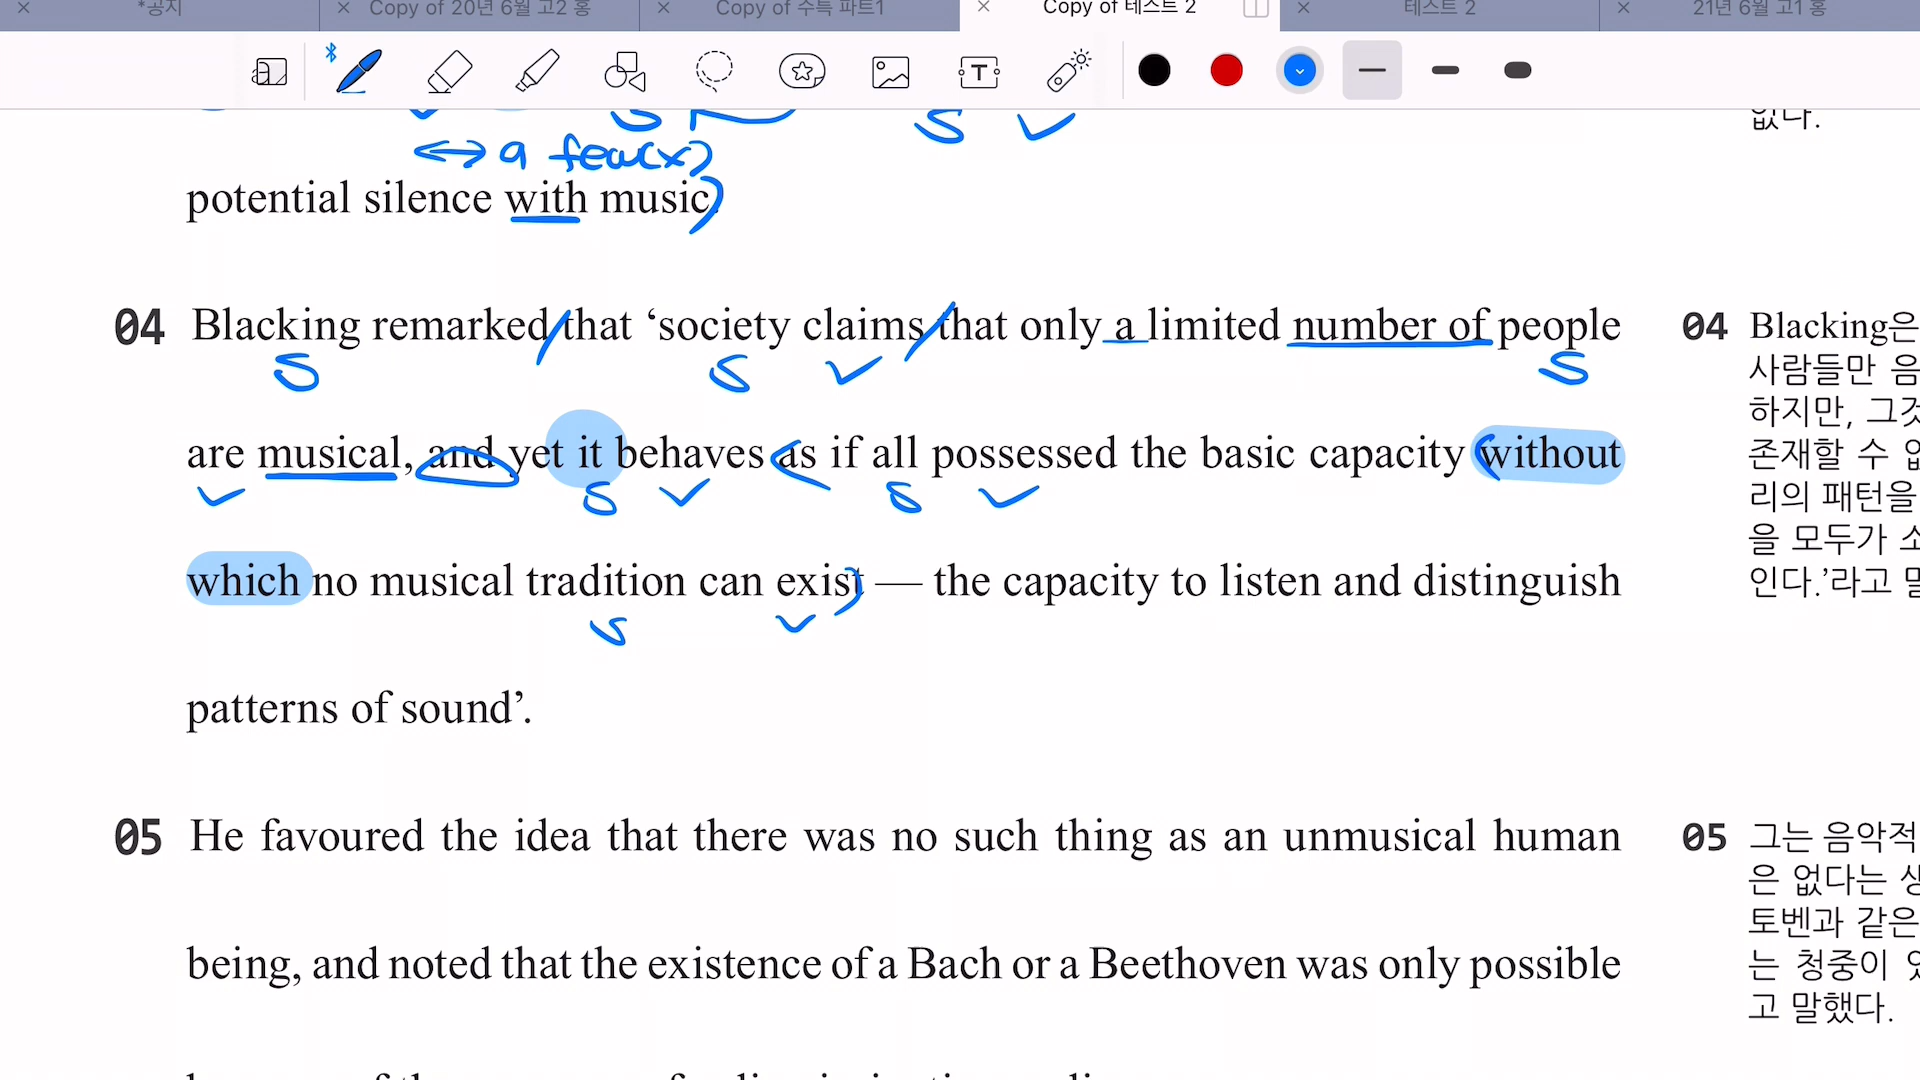 *공지
Copy of 20년 6월 고2 홍
Copy of 수특 파트1
Copy of 테스트 2
테스트 2
21년 6월 고1 홍
T
없다.
S
S
↔ a few(x)
potential silence with music
04 Blacking remarked that ‘society claims that only a limited number of people
S
S
S
are musical, and yet it behaves as if all possessed the basic capacity without
S
S
which no musical tradition can exist — the capacity to listen and distinguish
S
patterns of sound’.
04 Blacking은
사람들만 음
하지만, 그것
존재할 수 없
리의 패턴을
을 모두가 소
인다.’라고 말
05 He favoured the idea that there was no such thing as an unmusical human
being, and noted that the existence of a Bach or a Beethoven was only possible
05 그는 음악적
은 없다는 생
토벤과 같은
는 청중이 있
고 말했다.